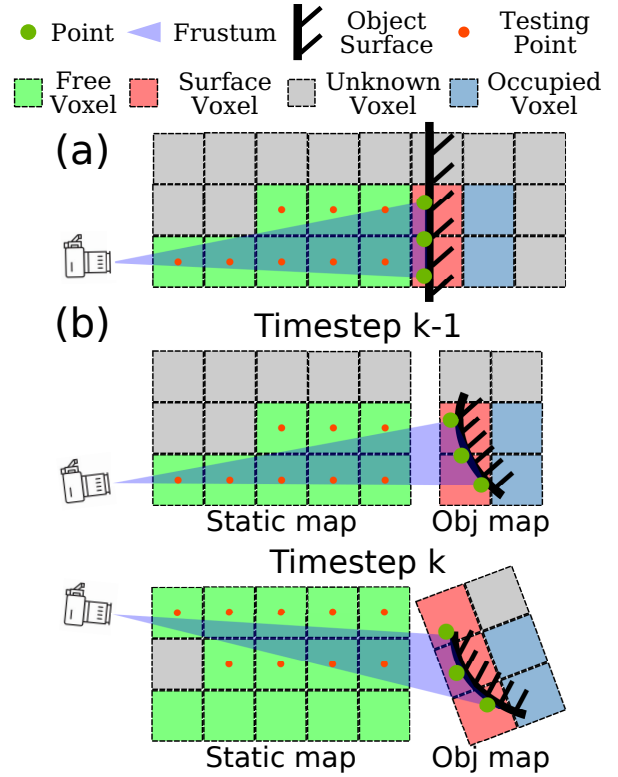 Point
Frustum
Object
Surface
Testing
Point
Free
Voxel
Surface
Voxel
Unknown
Voxel
Occupied
Voxel
(a)
(b)
Timestep k-1
Static map
Obj map
Timestep k
Static map
Obj map